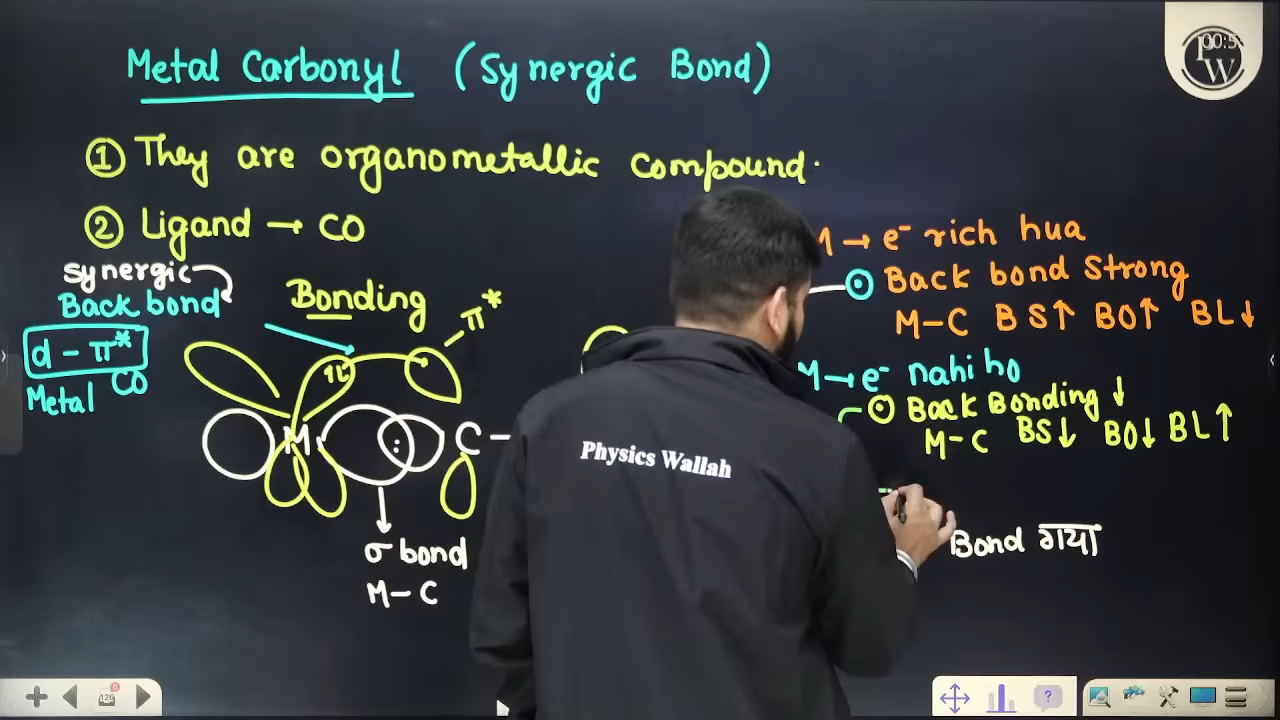 Metal Carbonyl (Synergic Bond)
① They are organometallic compound.
② Ligand → CO
synergic
Back bond
d - π*
Metal CO
Bonding
π*
π
M : C -
σ bond
M - C
M → e⁻ rich hua
Back bond Strong
M-C BS↑ BO↑ BL↓
M → e⁻ nahi ho
Back Bonding ↓
M-C BS↓ BO↓ BL↑
Bond गया
Physics Wallah
PW
126